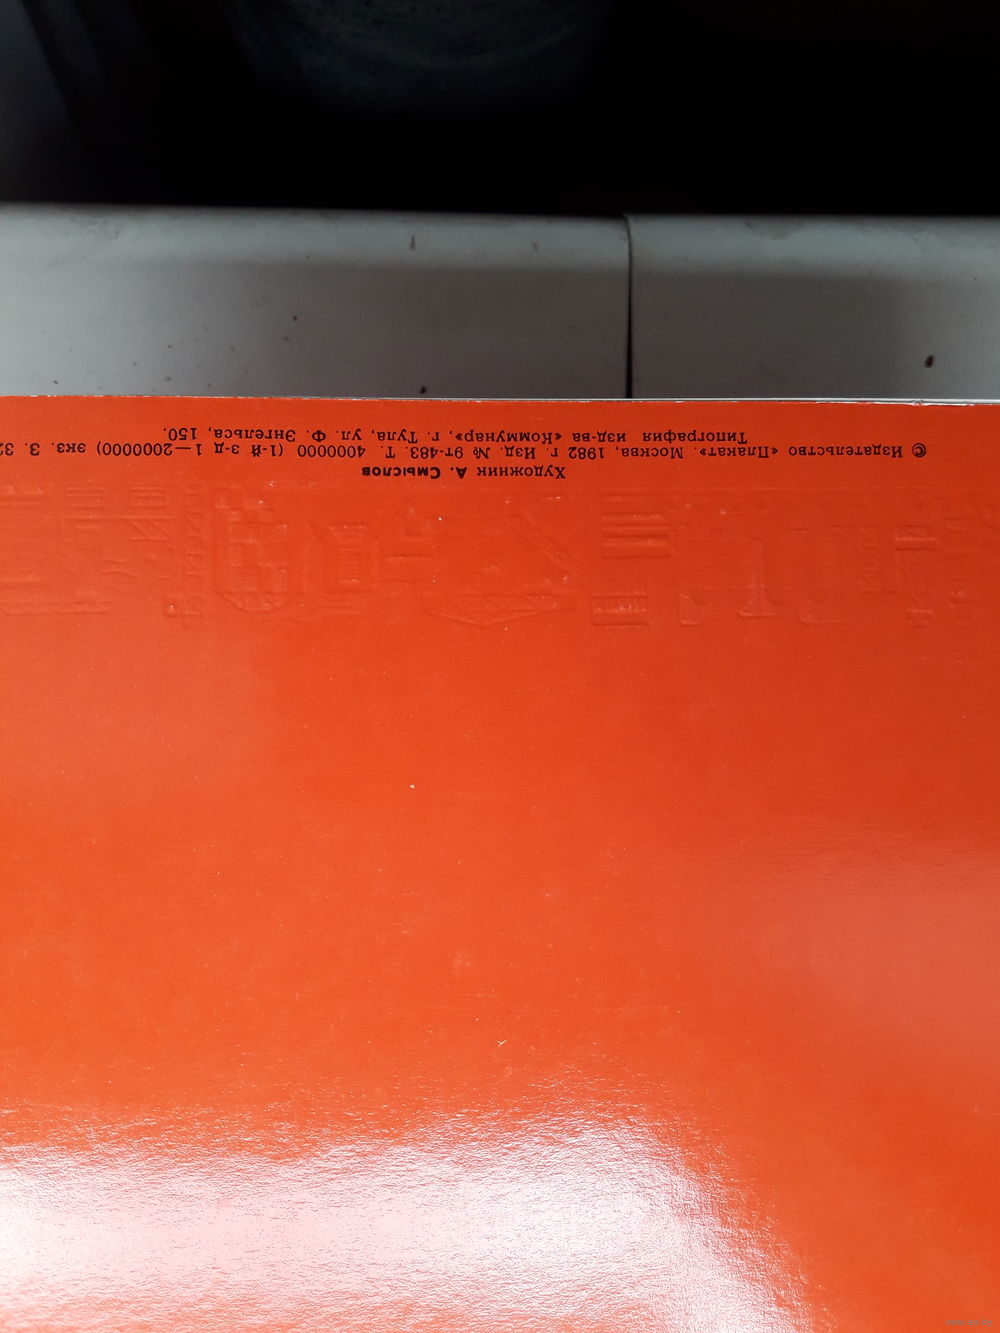 Художник А. Смыслов
© Издательство «Плакат». Москва, 1982 г. Изд. № 9т-483. Т. 4000000 (1-й з-д 1—2000000) экз. З. 32
Типография изд-ва «Коммунар», г. Тула, ул. Ф. Энгельса, 150.